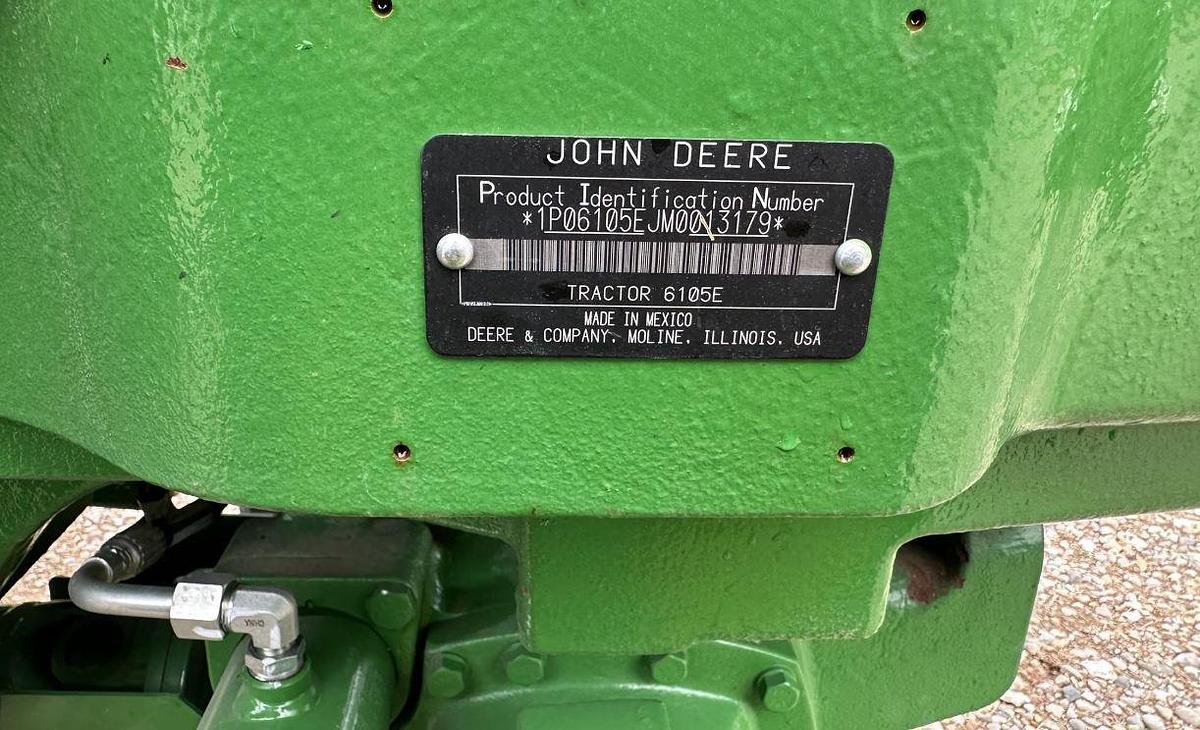 JOHN DEERE
Product Identification Number
*1P06105EJM0013179*
TRACTOR 6105E
MADE IN MEXICO
DEERE & COMPANY, MOLINE, ILLINOIS, USA